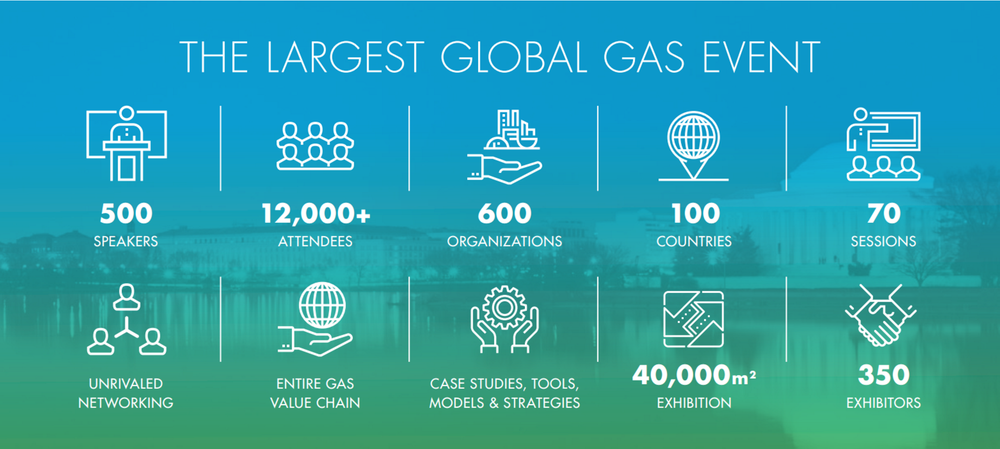 THE LARGEST GLOBAL GAS EVENT
500
SPEAKERS
12,000+
ATTENDEES
600
ORGANIZATIONS
100
COUNTRIES
70
SESSIONS
UNRIVALED
NETWORKING
ENTIRE GAS
VALUE CHAIN
CASE STUDIES, TOOLS,
MODELS & STRATEGIES
40,000m²
EXHIBITION
350
EXHIBITORS